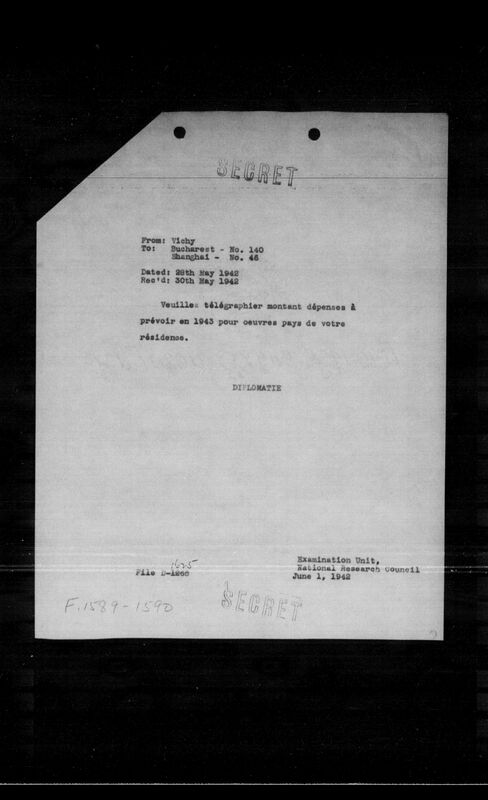 SECRET
From: Vichy
To: Bucharest - No. 140
Shanghai - No. 46
Dated: 28th May 1942
Rec'd: 30th May 1942
Veuillez télégraphier montant dépenses à
prévoir en 1943 pour oeuvres pays de votre
résidence.
DIPLOMATIE
1625
File D-1268
Examination Unit,
National Research Council
June 1, 1942
F.1589-1590
SECRET